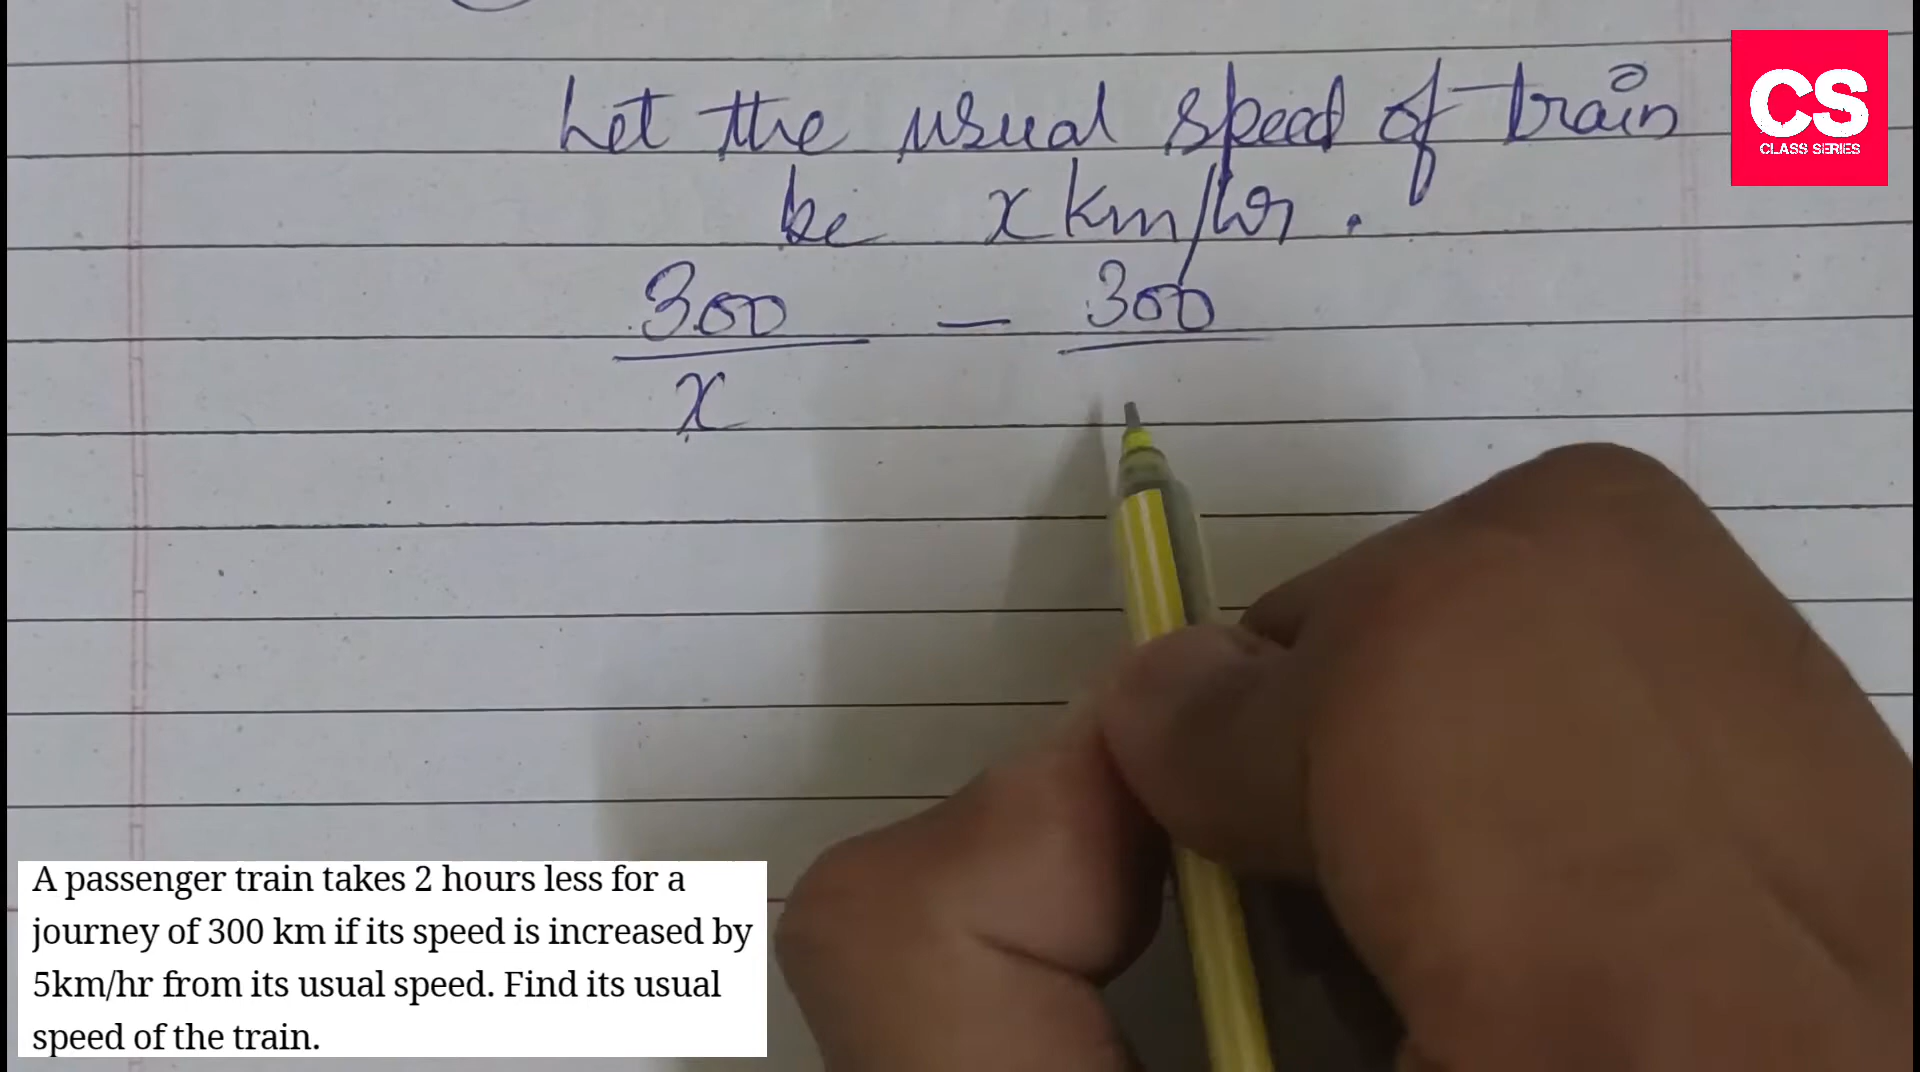 Let the usual speed of train
be x km/hr.
300 — 300
x
CS
CLASS SERIES
A passenger train takes 2 hours less for a
journey of 300 km if its speed is increased by
5km/hr from its usual speed. Find its usual
speed of the train.